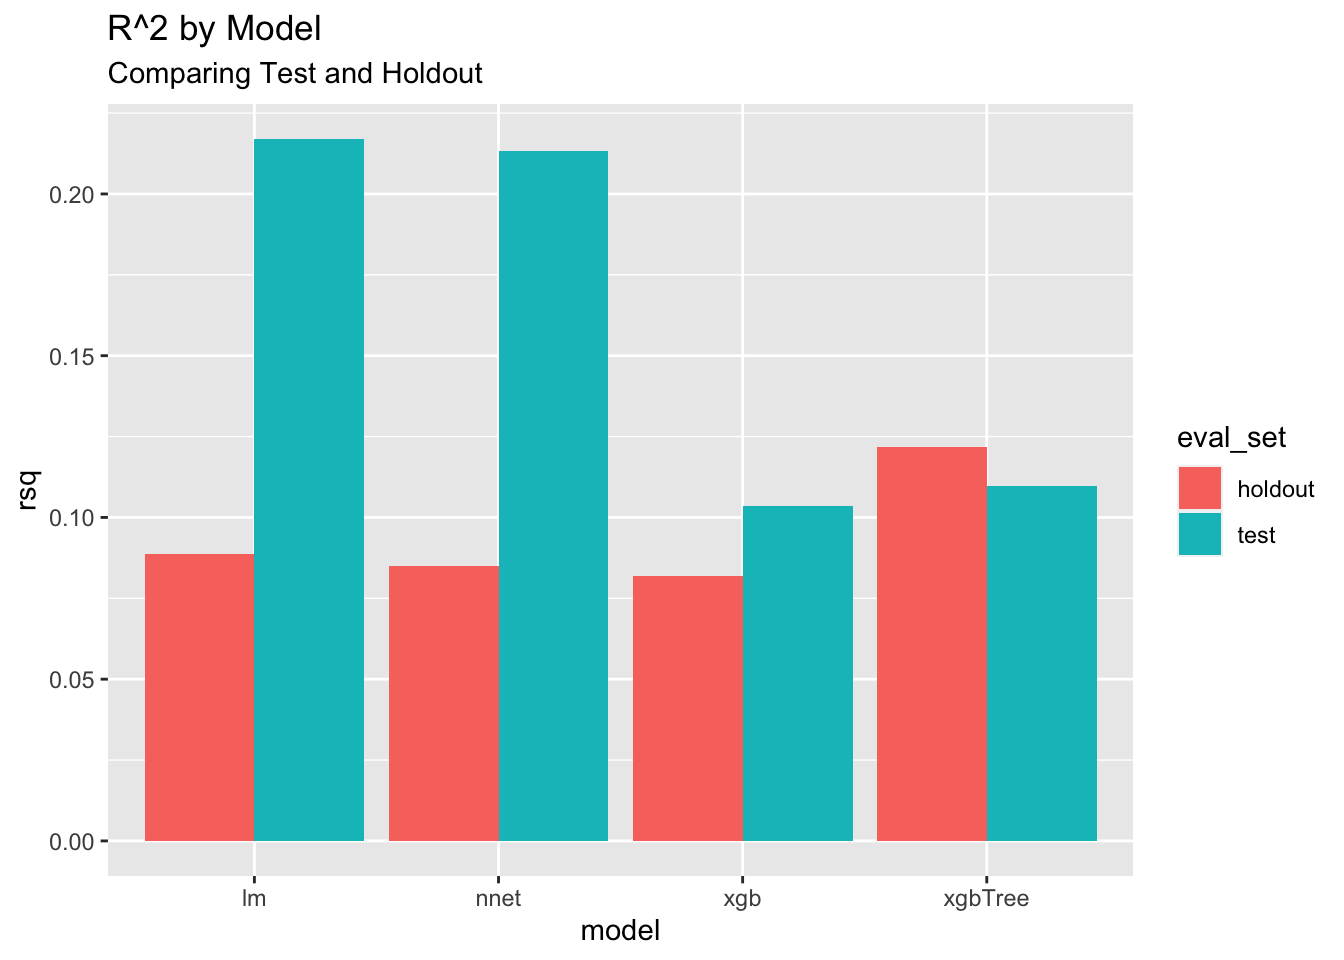 R^2 by Model
Comparing Test and Holdout
0.20
0.15
0.10
0.05
0.00
rsq
lm nnet xgb xgbTree
model
eval_set
holdout
test